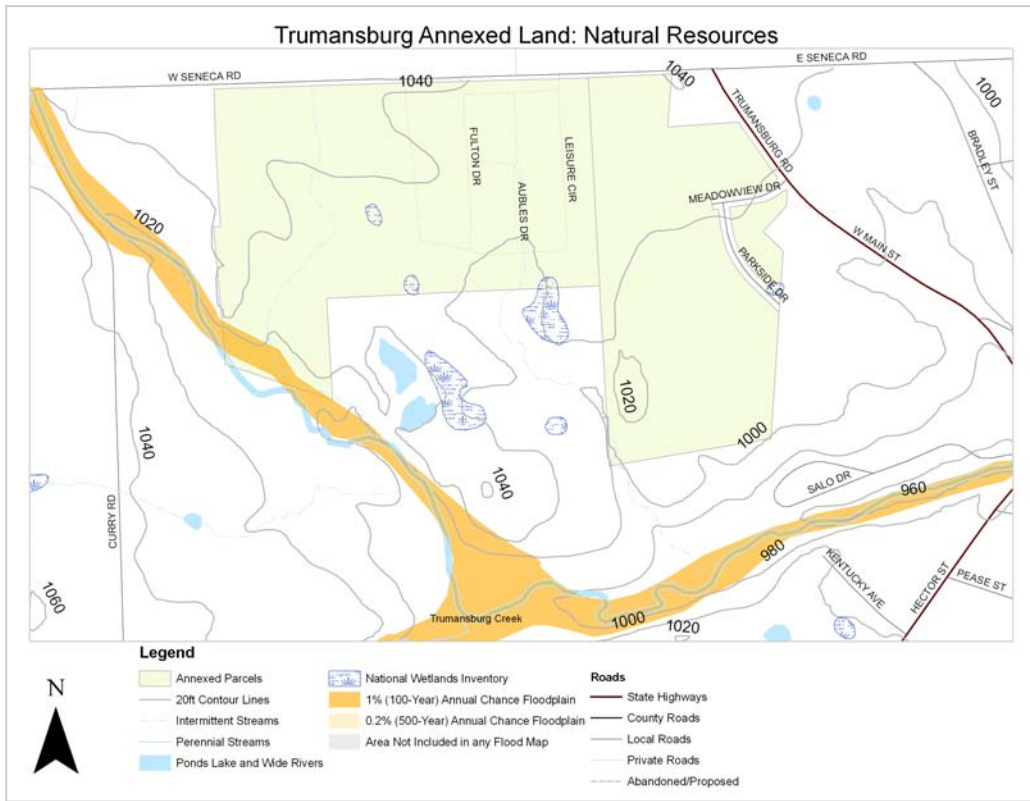 Trumansburg Annexed Land: Natural Resources
E SENECA RD
W SENECA RD
1040
1040
1000
TRUMANSBURG RD
BRADLEY ST
FULTON DR
LEISURE CIR
AUBLES DR
MEADOWVIEW DR
1020
W MAIN ST
PARKSIDE DR
1020
1040
1000
1040
SALO DR
960
CURRY RD
980
KENTUCKY AVE
HECTOR ST
PEASE ST
1060
Trumansburg Creek
1000
1020
Legend
Annexed Parcels
20ft Contour Lines
Intermittent Streams
Perennial Streams
Ponds Lake and Wide Rivers
National Wetlands Inventory
1% (100-Year) Annual Chance Floodplain
0.2% (500-Year) Annual Chance Floodplain
Area Not Included in any Flood Map
Roads
State Highways
County Roads
Local Roads
Private Roads
Abandoned/Proposed
N